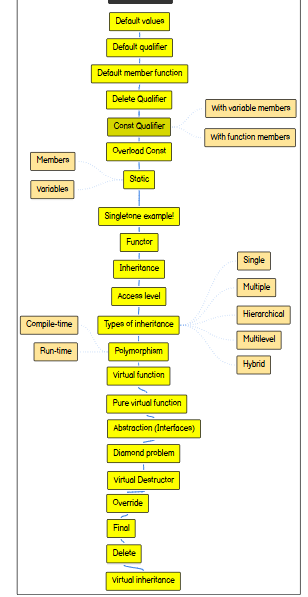 Default values
Default qualifier
Default member function
Delete Qualifier
With variable members
Const Qualifier
With function members
Overload Const
Members
Static
Variables
Singletone example!
Functor
Inheritance
Single
Access level
Multiple
Hierarchical
Compile-time
Types of inheritance
Multilevel
Run-time
Polymorphism
Hybrid
Virtual function
Pure virtual function
Abstraction (Interfaces)
Diamond problem
Virtual Destructor
Override
Final
Delete
Virtual inheritance